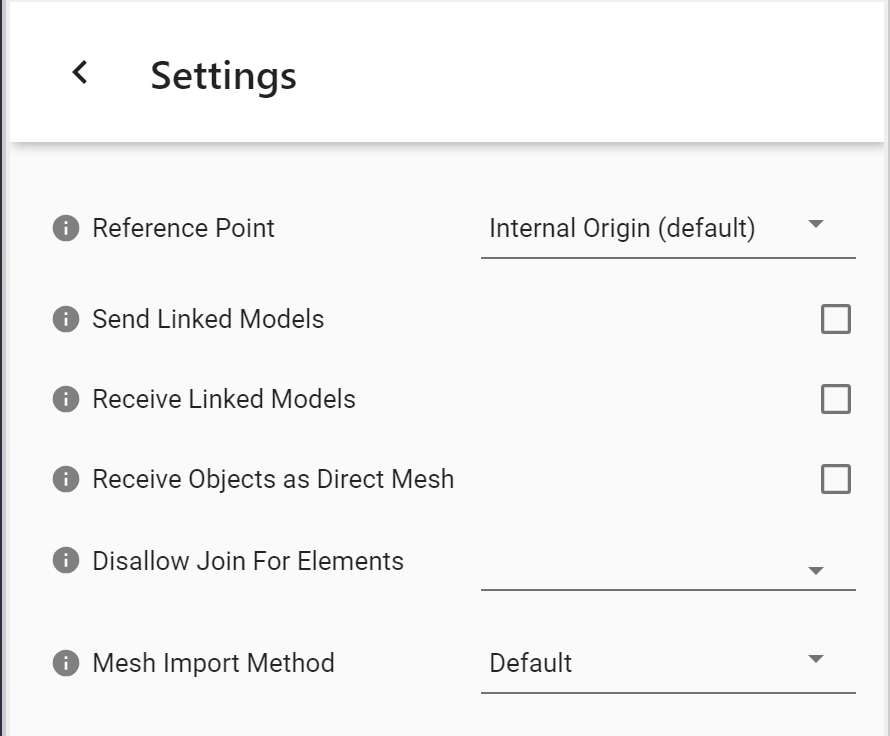 Settings
Reference Point Internal Origin (default)
Send Linked Models
Receive Linked Models
Receive Objects as Direct Mesh
Disallow Join For Elements
Mesh Import Method Default